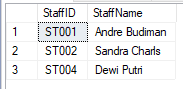 StaffID StaffName
1 ST001 Andre Budiman
2 ST002 Sandra Charls
3 ST004 Dewi Putri